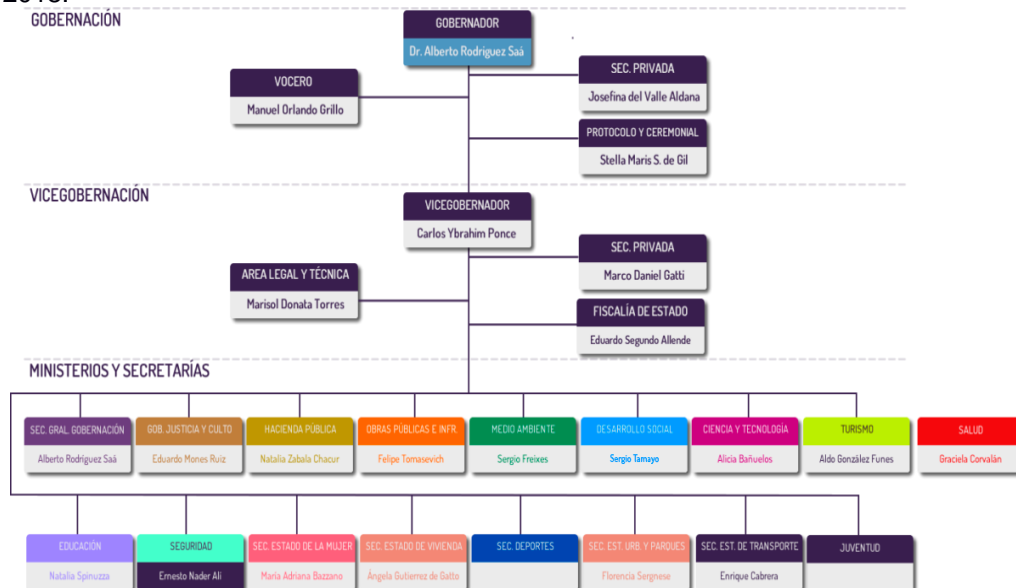 GOBERNACIÓN
GOBERNADOR
Dr. Alberto Rodriguez Saá
VOCERO
Manuel Orlando Grillo
SEC. PRIVADA
Josefina del Valle Aldana
PROTOCOLO Y CEREMONIAL
Stella Maris S. de Gil
VICEGOBERNACIÓN
VICEGOBERNADOR
Carlos Ybrahim Ponce
SEC. PRIVADA
Marco Daniel Gatti
AREA LEGAL Y TÉCNICA
Marisol Donata Torres
FISCALÍA DE ESTADO
Eduardo Segundo Allende
MINISTERIOS Y SECRETARÍAS
SEC. GRAL. GOBERNACIÓN
Alberto Rodríguez Saá
GOB. JUSTICIA Y CULTO
Eduardo Mones Ruiz
HACIENDA PÚBLICA
Natalia Zabala Chacur
OBRAS PÚBLICAS E INFR.
Felipe Tomasevich
MEDIO AMBIENTE
Sergio Freixes
DESARROLLO SOCIAL
Sergio Tamayo
CIENCIA Y TECNOLOGÍA
Alicia Bañuelos
TURISMO
Aldo González Funes
SALUD
Graciela Corvalán
EDUCACIÓN
Natalia Spinuzza
SEGURIDAD
Ernesto Nader Ali
SEC. ESTADO DE LA MUJER
Maria Adriana Bazzano
SEC. ESTADO DE VIVIENDA
Ángela Gutierrez de Gatto
SEC. DEPORTES
SEC. EST. URB. Y PARQUES
Florencia Sergnese
SEC. EST. DE TRANSPORTE
Enrique Cabrera
JUVENTUD